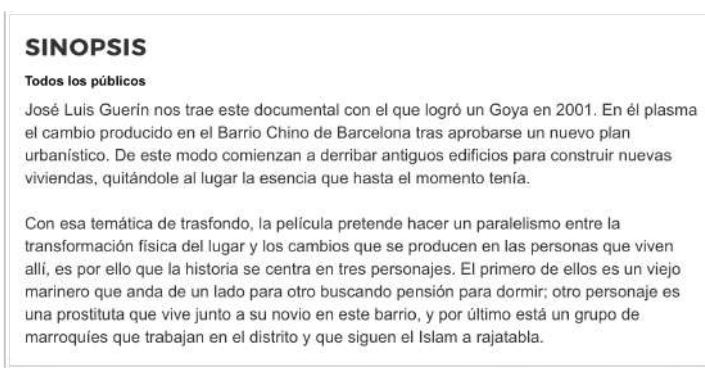 SINOPSIS
Todos los públicos
José Luis Guerín nos trae este documental con el que logró un Goya en 2001. En él plasma
el cambio producido en el Barrio Chino de Barcelona tras aprobarse un nuevo plan
urbanístico. De este modo comienzan a derribar antiguos edificios para construir nuevas
viviendas, quitándole al lugar la esencia que hasta el momento tenía.
Con esa temática de trasfondo, la película pretende hacer un paralelismo entre la
transformación física del lugar y los cambios que se producen en las personas que viven
allí, es por ello que la historia se centra en tres personajes. El primero de ellos es un viejo
marinero que anda de un lado para otro buscando pensión para dormir; otro personaje es
una prostituta que vive junto a su novio en este barrio, y por último está un grupo de
marroquíes que trabajan en el distrito y que siguen el Islam a rajatabla.